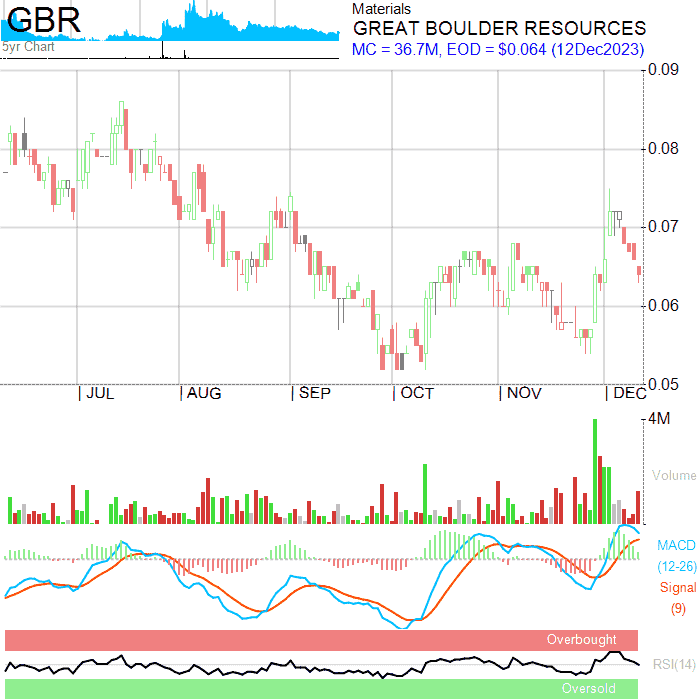 GBR
5yr Chart
Materials
GREAT BOULDER RESOURCES
MC = 36.7M, EOD = $0.064 (12Dec2023)
0.09
0.08
0.07
0.06
0.05
JUL AUG SEP OCT NOV DEC
4M
Volume
MACD
(12-26)
Signal
(9)
Overbought
RSI(14)
Oversold